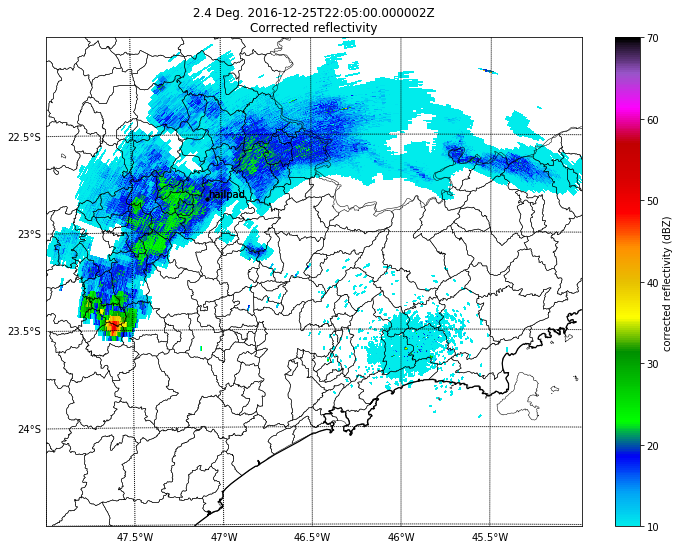 2.4 Deg. 2016-12-25T22:05:00.000002Z
Corrected reflectivity
22.5°S
23°S
23.5°S
24°S
hailpad
47.5°W
47°W
46.5°W
46°W
45.5°W
70
60
50
40
30
20
10
corrected reflectivity (dBZ)